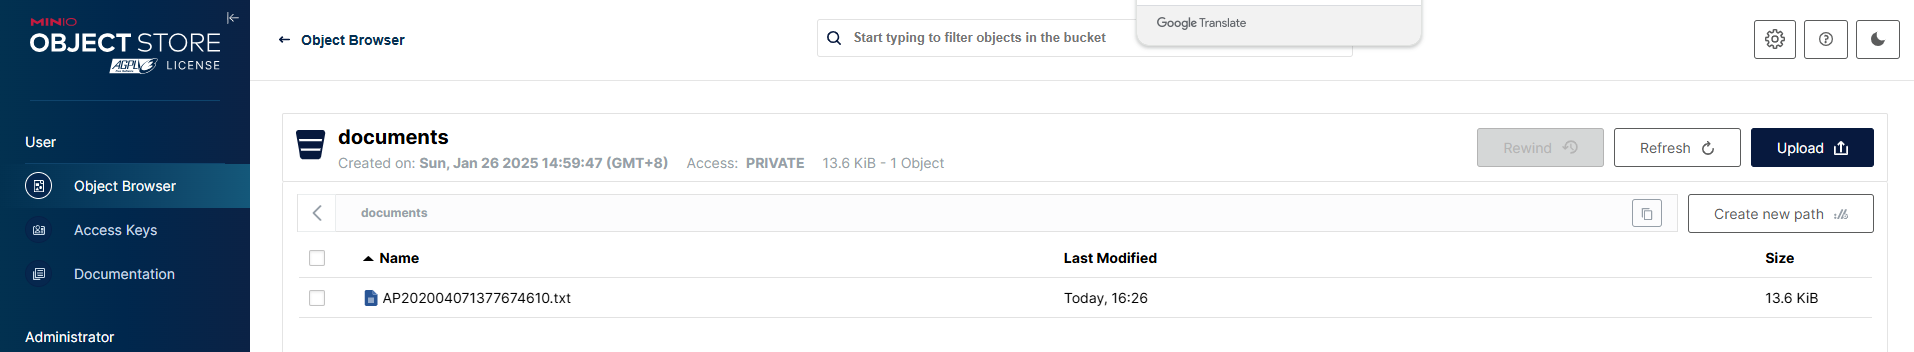 MINIO
OBJECT STORE
AGPLv3 LICENSE
User
Object Browser
Access Keys
Documentation
Administrator
Object Browser
Start typing to filter objects in the bucket
Google Translate
documents
Created on: Sun, Jan 26 2025 14:59:47 (GMT+8) Access: PRIVATE 13.6 KiB - 1 Object
Rewind
Refresh
Upload
documents
Create new path
Name Last Modified Size
AP202004071377674610.txt Today, 16:26 13.6 KiB